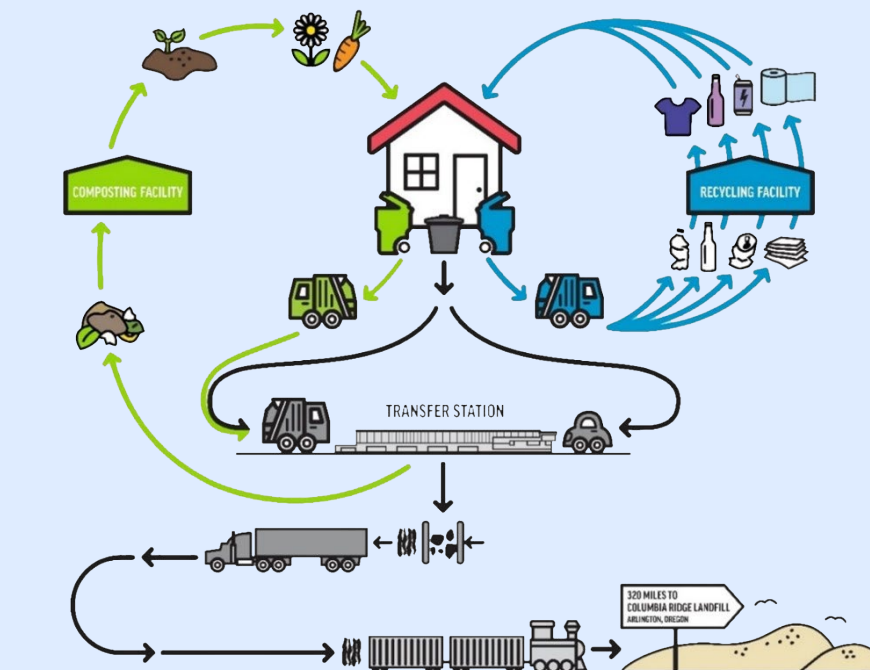 COMPOSTING FACILITY
RECYCLING FACILITY
TRANSFER STATION
320 MILES TO
COLUMBIA RIDGE LANDFILL
ARLINGTON, OREGON